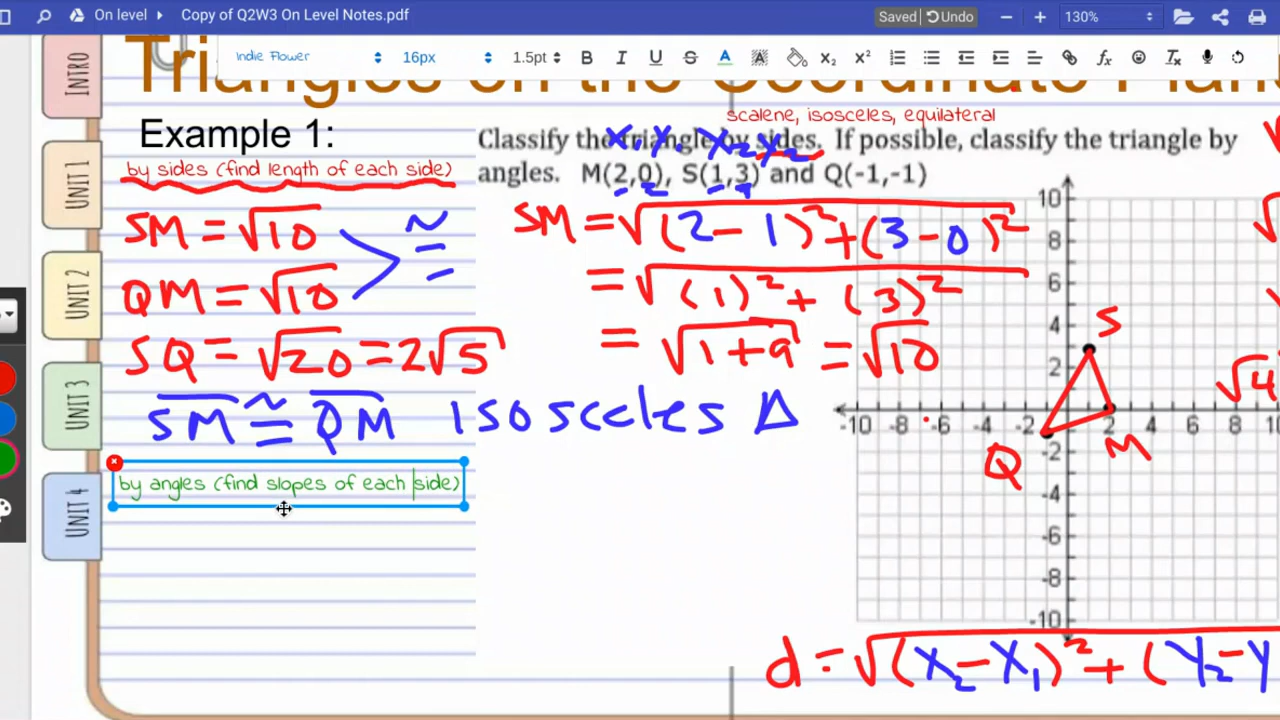 On level Copy of Q2W3 On Level Notes.pdf Saved Undo 130%
Indie Flower 16px 1.5pt B I U S A
Triangles on the Coordinate Plan
scalene, isosceles, equilateral
Example 1:
Classify the triangle by sides. If possible, classify the triangle by
angles. M(2,0), S(1,3) and Q(-1,-1)
x₁ y₁ x₂ y₂
by sides (find length of each side)
SM = √10
QM = √10
≅
SQ = √20 = 2√5
SM ≅ QM isosceles Δ
by angles (find slopes of each side)
SM = √(2-1)²+(3-0)²
= √(1)²+(3)²
= √1+9 = √10
√4
S
Q
M
10
8
6
4
2
-10 -8 -6 -4 -2 2 4 6 8 10
-2
-4
-6
-8
-10
d = √(x₂-x₁)²+(y₂-y
INTRO
UNIT 1
UNIT 2
UNIT 3
UNIT 4